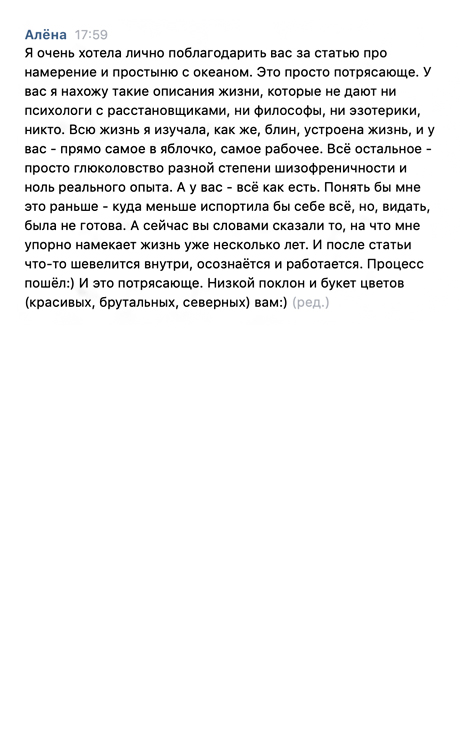 Алёна 17:59
Я очень хотела лично поблагодарить вас за статью про
намерение и простыню с океаном. Это просто потрясающе. У
вас я нахожу такие описания жизни, которые не дают ни
психологи с расстановщиками, ни философы, ни эзотерики,
никто. Всю жизнь я изучала, как же, блин, устроена жизнь, и у
вас - прямо самое в яблочко, самое рабочее. Всё остальное -
просто глюколовство разной степени шизофреничности и
ноль реального опыта. А у вас - всё как есть. Понять бы мне
это раньше - куда меньше испортила бы себе всё, но, видать,
была не готова. А сейчас вы словами сказали то, на что мне
упорно намекает жизнь уже несколько лет. И после статьи
что-то шевелится внутри, осознаётся и работается. Процесс
пошёл:) И это потрясающе. Низкой поклон и букет цветов
(красивых, брутальных, северных) вам:) (ред.)